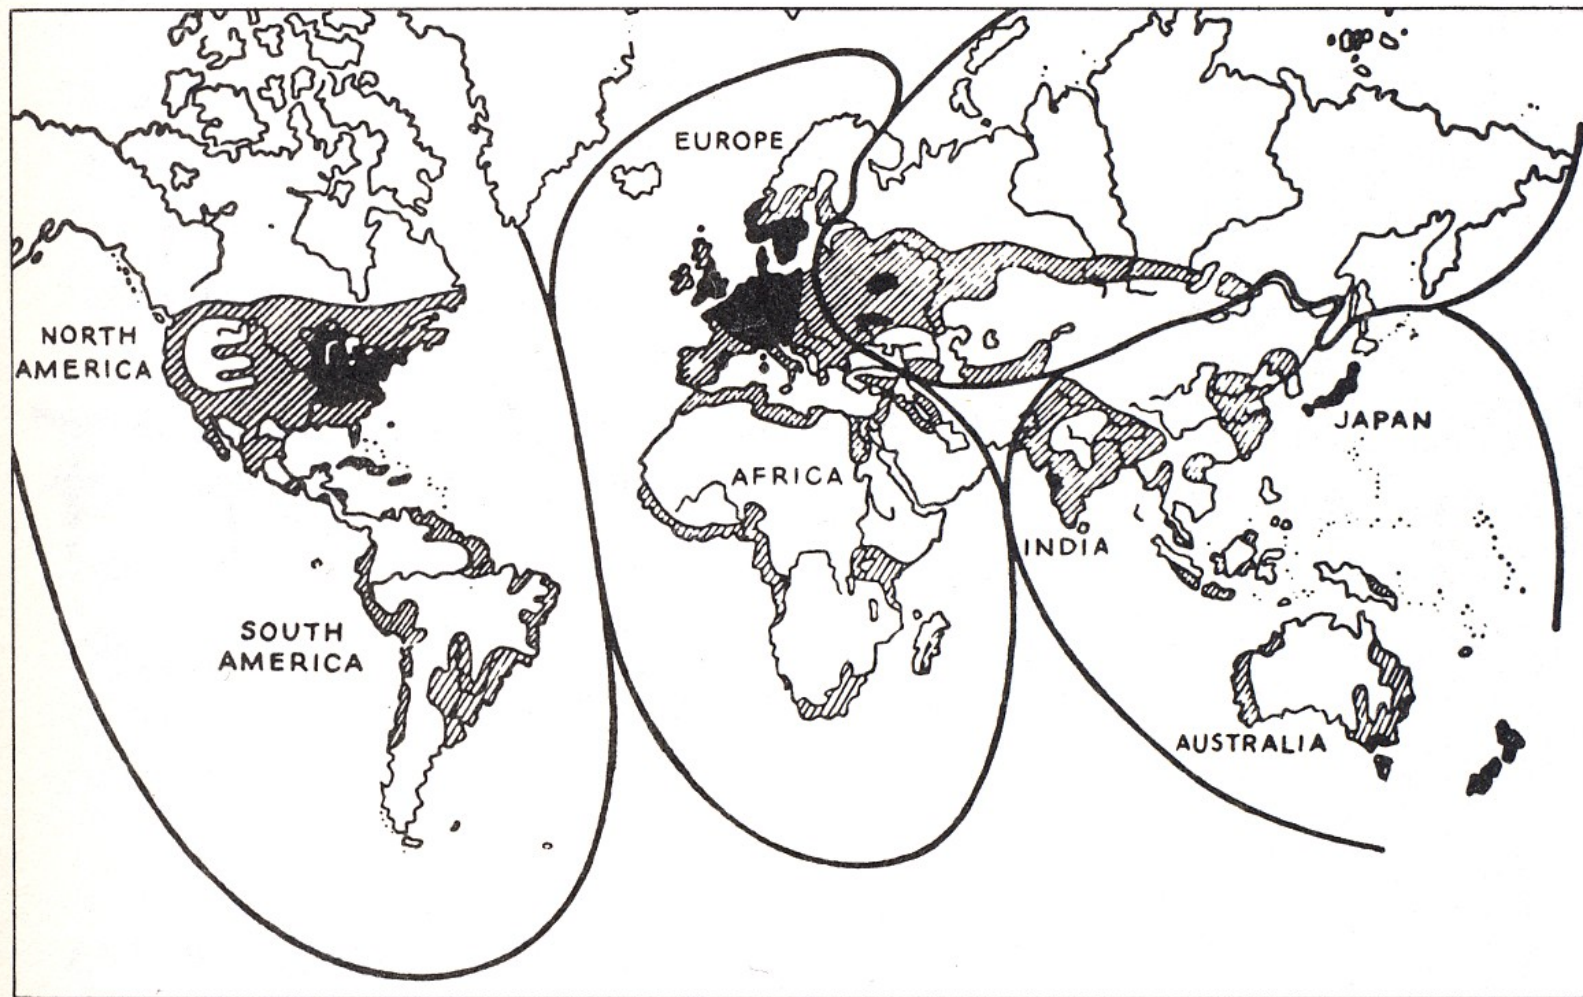 EUROPE
NORTH
AMERICA
JAPAN
AFRICA
INDIA
SOUTH
AMERICA
AUSTRALIA